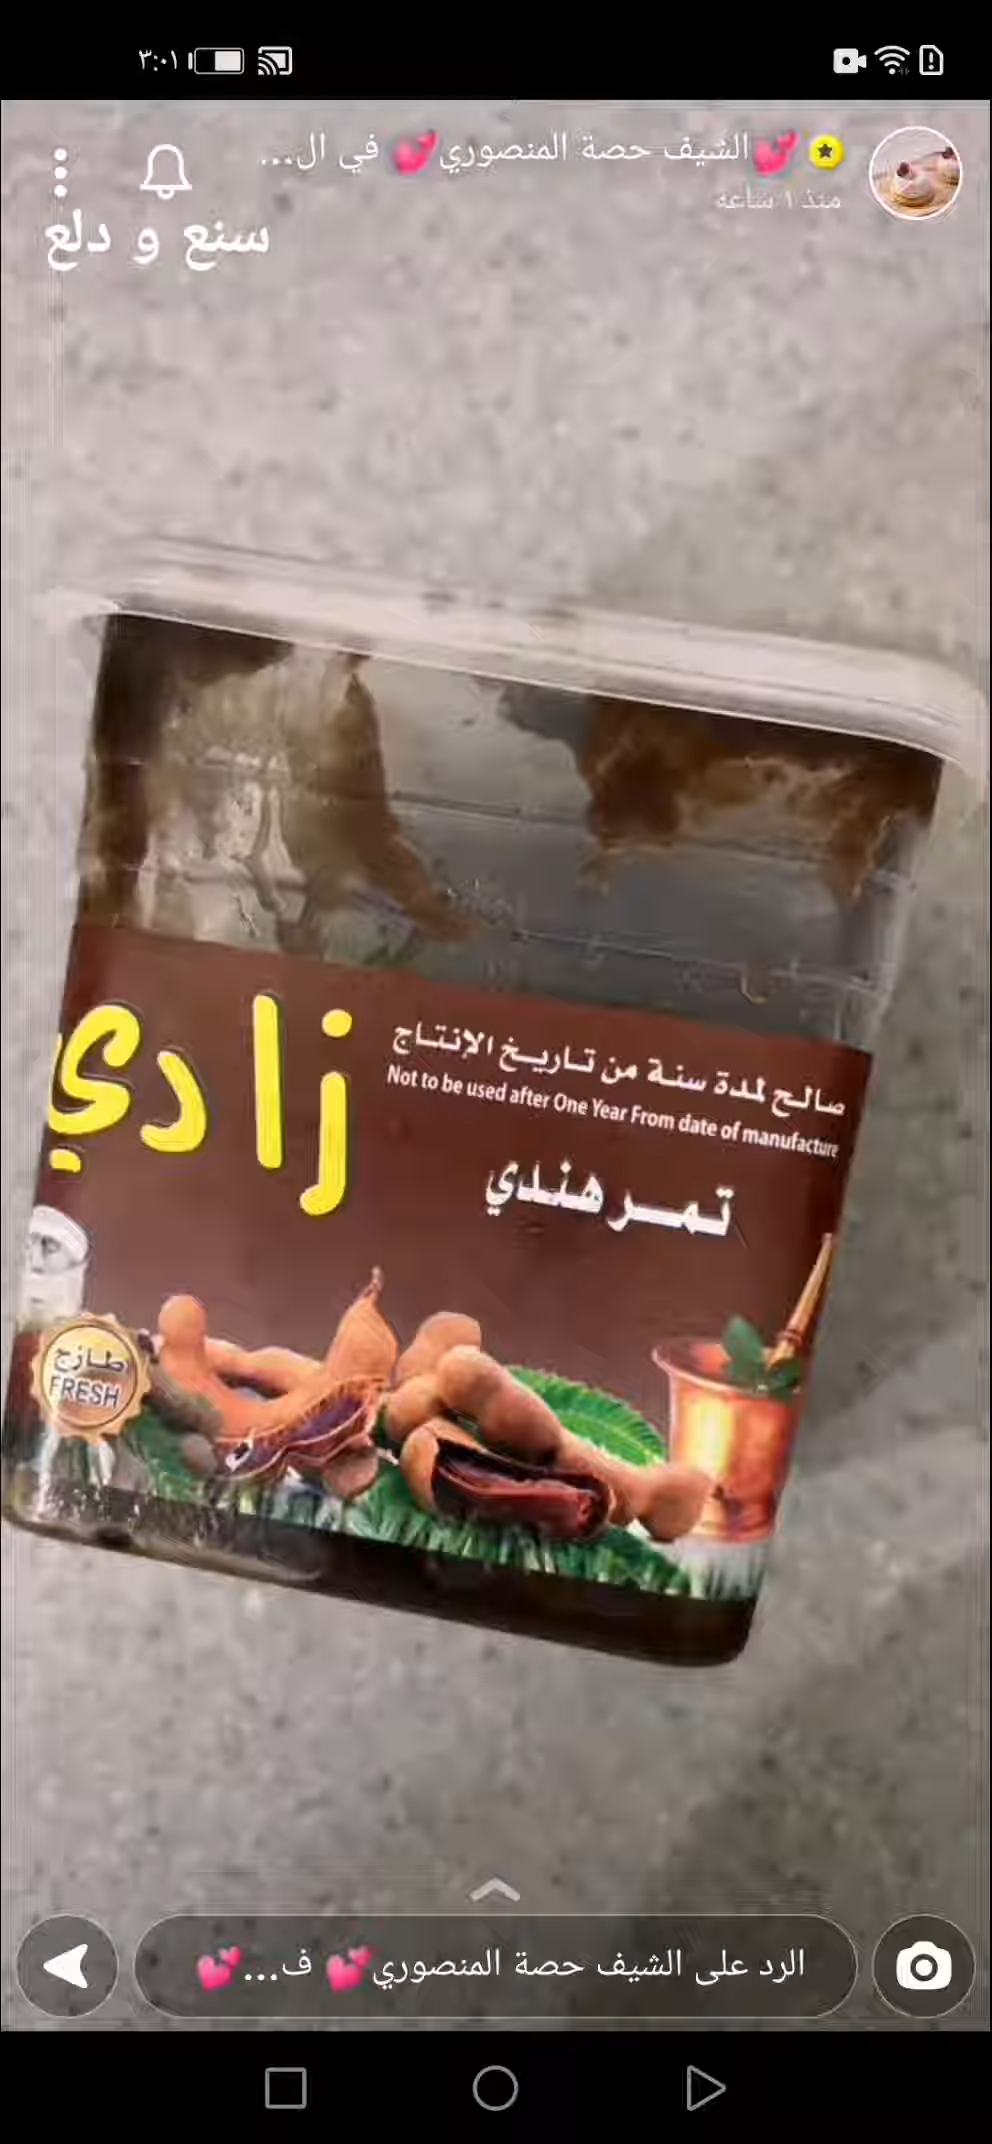 ٣:٠١
💕الشيف حصة المنصوري💕 في ال...
منذ ١ ساعة
سنع و دلع
زادي
صالح لمدة سنة من تاريخ الإنتاج
Not to be used after One Year From date of manufacture
تمر هندي
طازج
FRESH
الرد على الشيف حصة المنصوري💕 ف...💕